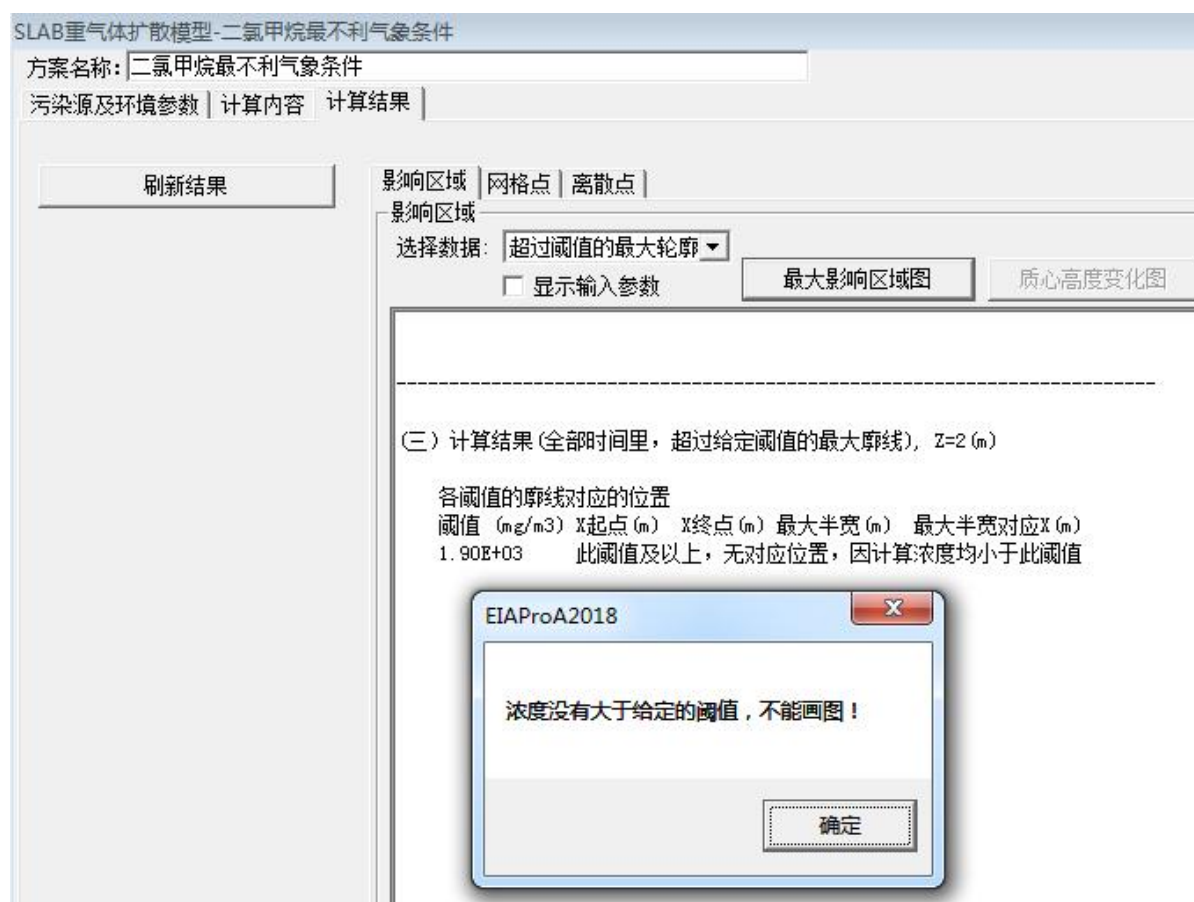 SLAB重气体扩散模型-二氯甲烷最不利气象条件
方案名称: 二氯甲烷最不利气象条件
污染源及环境参数 计算内容 计算结果
刷新结果
影响区域 网格点 离散点
影响区域
选择数据: 超过阈值的最大轮廓
显示输入参数 最大影响区域图 质心高度变化图
--------------------------------------------------------------------------
(三) 计算结果(全部时间里,超过给定阈值的最大廓线), Z=2(m)
各阈值的廓线对应的位置
阈值 (mg/m3) X起点(m) X终点(m) 最大半宽(m) 最大半宽对应X(m)
1.90E+03 此阈值及以上,无对应位置,因计算浓度均小于此阈值
EIAProA2018
浓度没有大于给定的阈值,不能画图!
确定